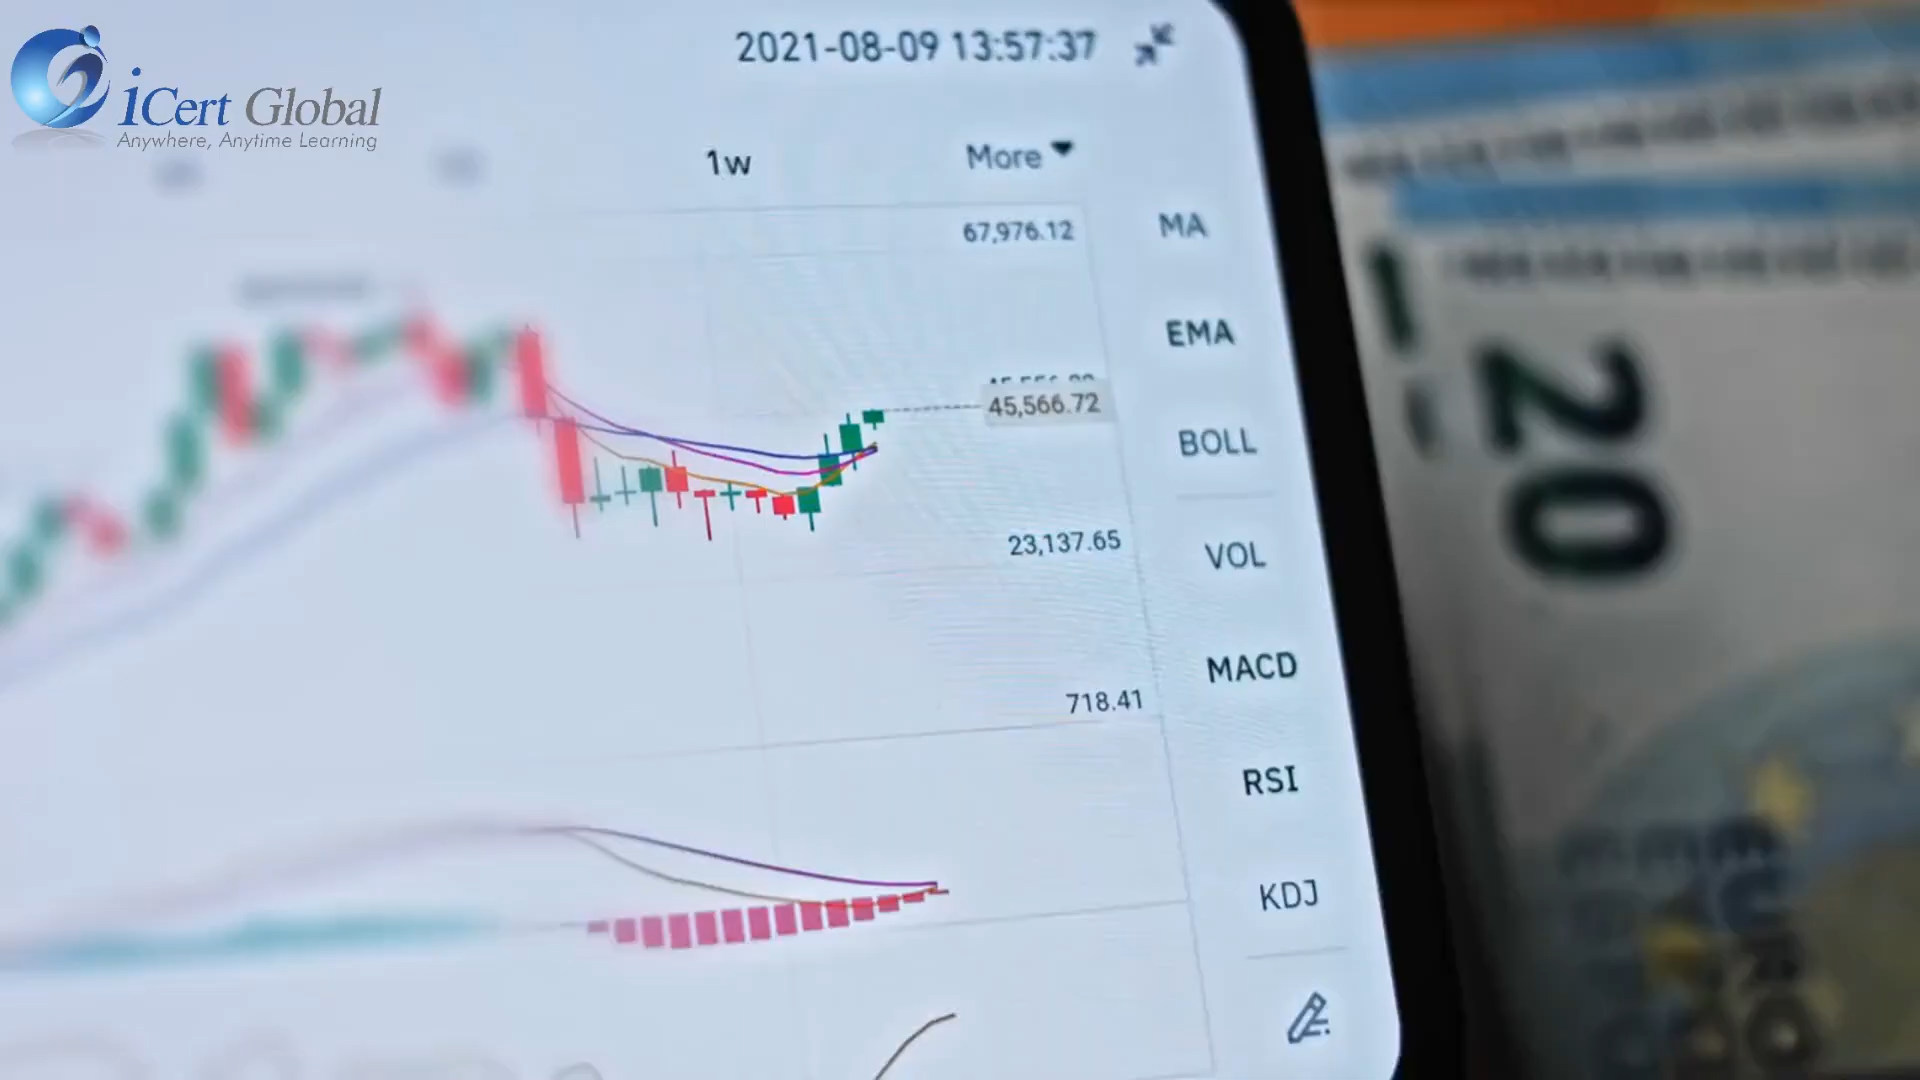 2021-08-09 13:57:37
iCert Global
Anywhere, Anytime Learning
1w
More
67,976.12
MA
EMA
45,566.72
BOLL
23,137.65
VOL
MACD
718.41
RSI
KDJ
20
EURO